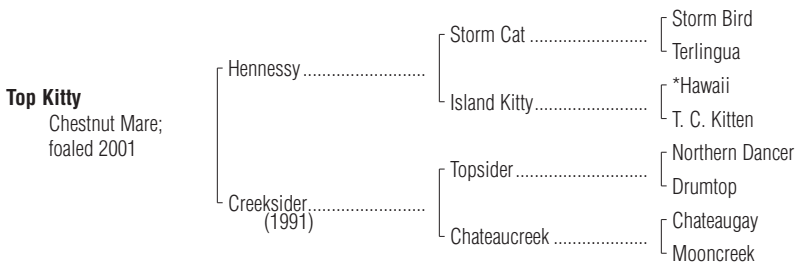 Top Kitty
Chestnut Mare;
foaled 2001
Hennessy
Creeksider
(1991)
Storm Cat
Island Kitty
Topsider
Chateaucreek
Storm Bird
Terlingua
*Hawaii
T. C. Kitten
Northern Dancer
Drumtop
Chateaugay
Mooncreek